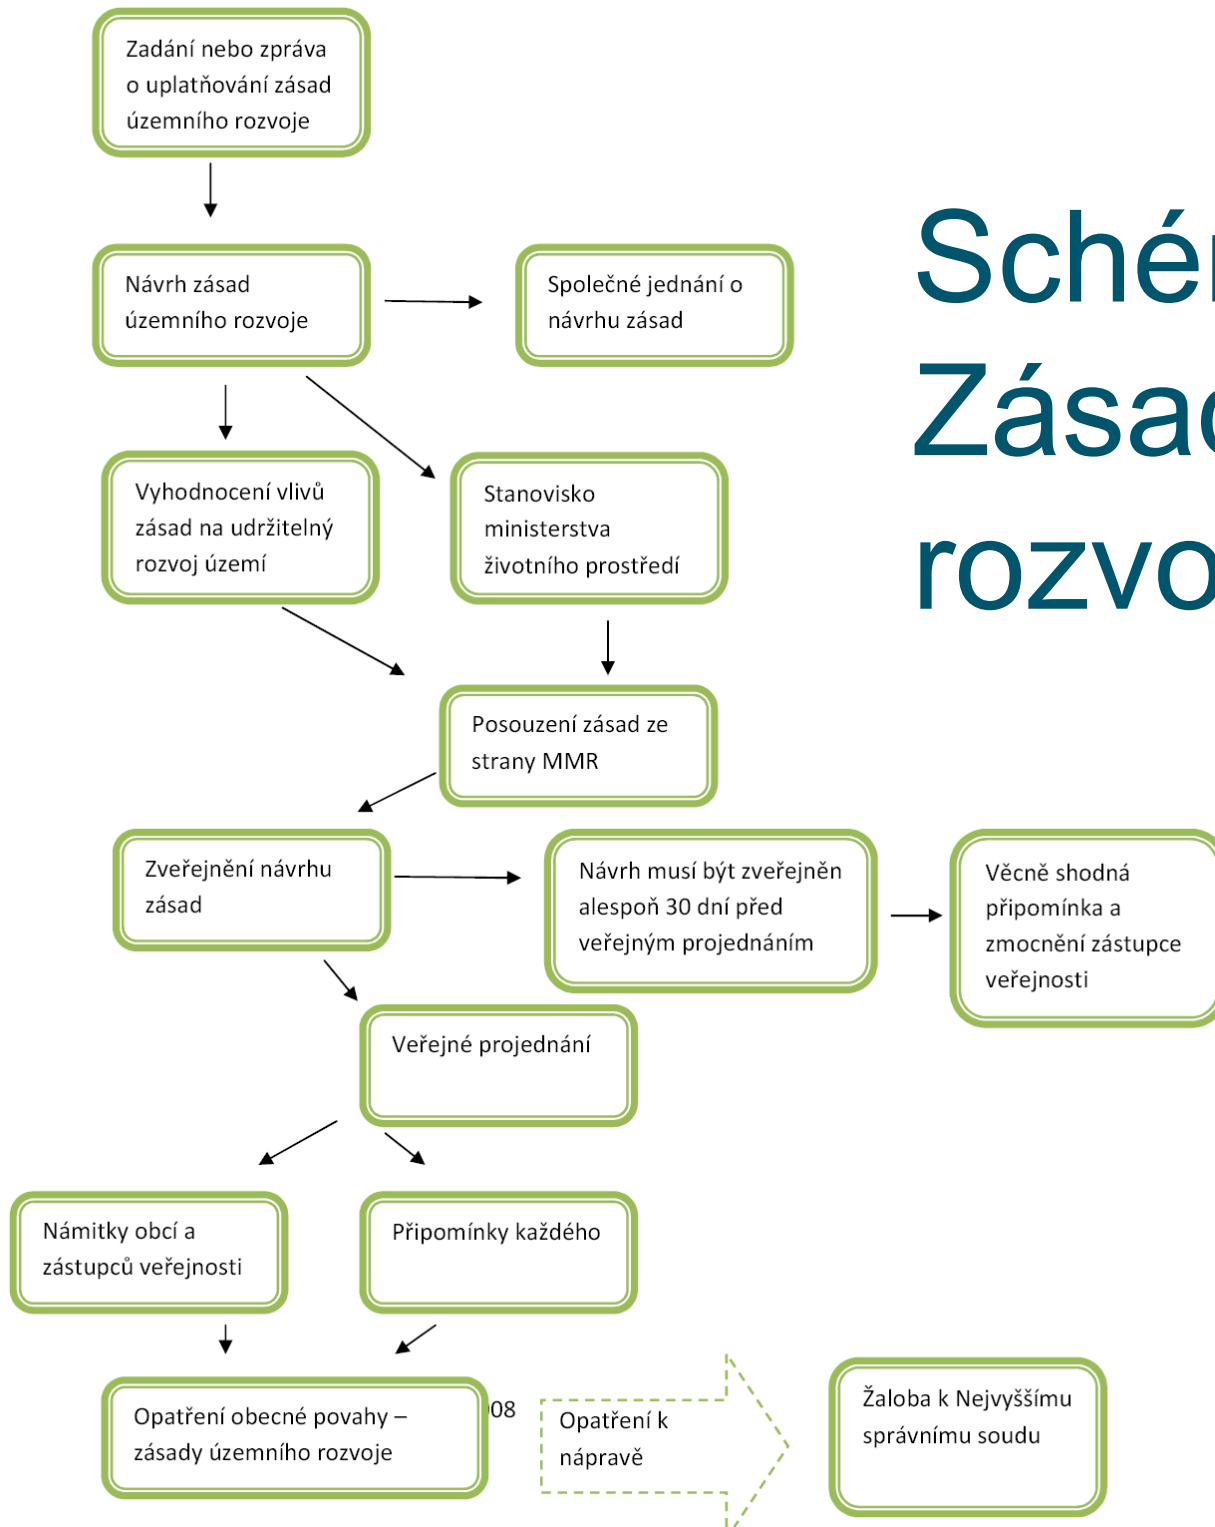 Zadání nebo zpráva
o uplatňování zásad
územního rozvoje
Návrh zásad
územního rozvoje
Společné jednání o
návrhu zásad
Vyhodnocení vlivů
zásad na udržitelný
rozvoj území
Stanovisko
ministerstva
životního prostředí
Posouzení zásad ze
strany MMR
Zveřejnění návrhu
zásad
Návrh musí být zveřejněn
alespoň 30 dní před
veřejným projednáním
Věcně shodná
připomínka a
zmocnění zástupce
veřejnosti
Veřejné projednání
Námitky obcí a
zástupců veřejnosti
Připomínky každého
Opatření obecné povahy –
zásady územního rozvoje
08
Opatření k
nápravě
Žaloba k Nejvyššímu
správnímu soudu